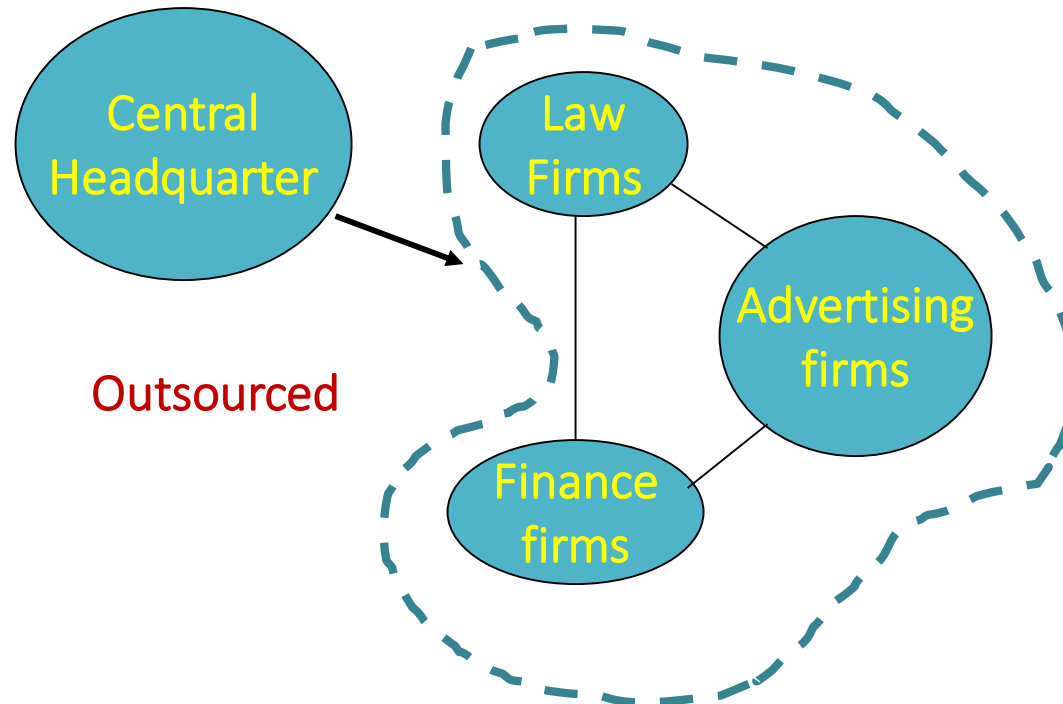 Central
Headquarter
Law
Firms
Advertising
firms
Outsourced
Finance
firms